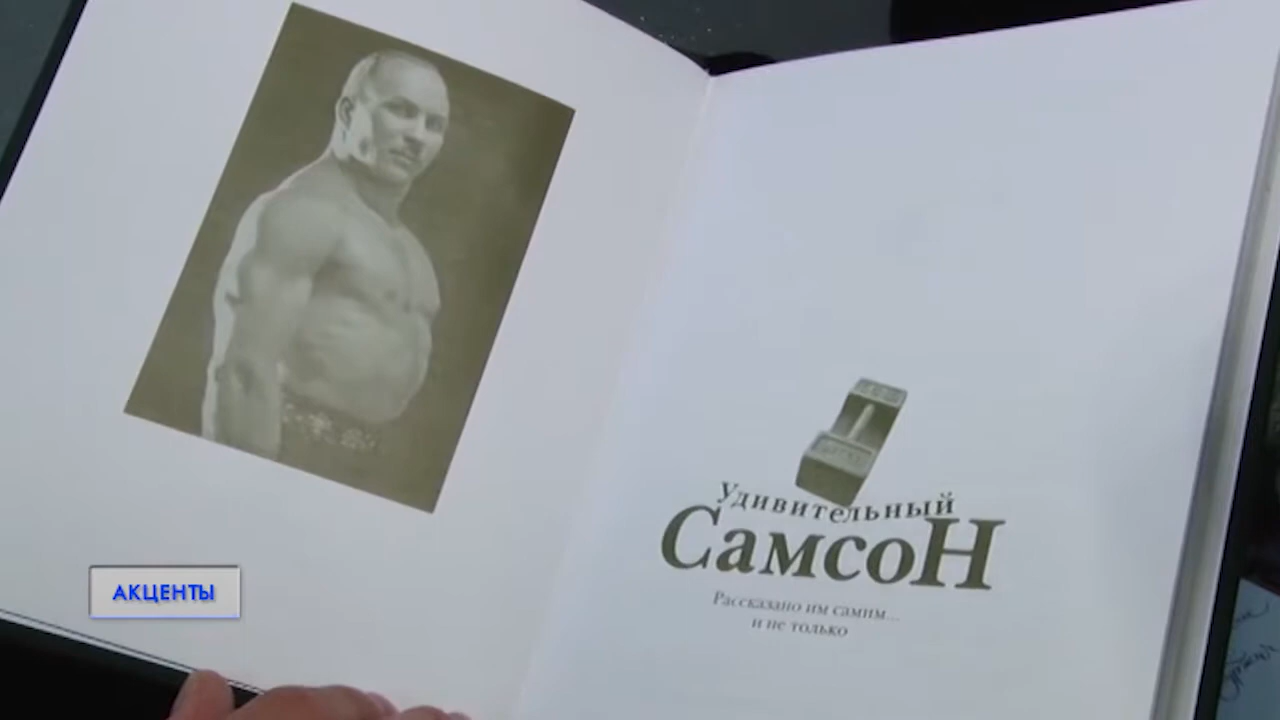 Удивительный
СамсоН
Рассказано им самим...
и не только
АКЦЕНТЫ